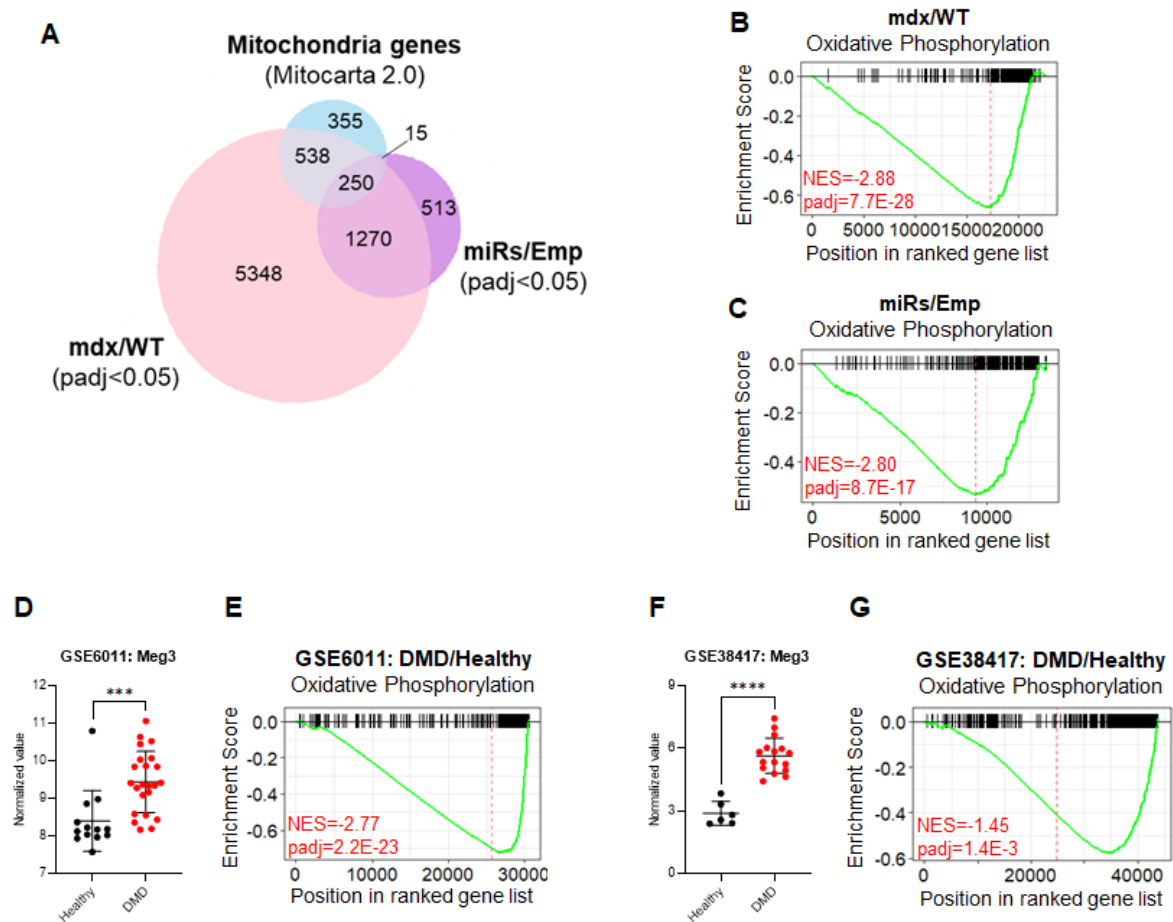 A
Mitochondria genes
(Mitocarta 2.0)
355
15
538
250
513
1270
5348
miRs/Emp
(padj<0.05)
mdx/WT
(padj<0.05)
B
mdx/WT
Oxidative Phosphorylation
Enrichment Score
0.0
-0.2
-0.4
-0.6
NES=-2.88
padj=7.7E-28
0 5000 10000 15000 20000
Position in ranked gene list
C
miRs/Emp
Oxidative Phosphorylation
Enrichment Score
0.0
-0.2
-0.4
NES=-2.80
padj=8.7E-17
0 5000 10000
Position in ranked gene list
D
GSE6011: Meg3
Normalized value
12
11
10
9
8
7
***
Healthy
DMD
E
GSE6011: DMD/Healthy
Oxidative Phosphorylation
Enrichment Score
0.0
-0.2
-0.4
-0.6
NES=-2.77
padj=2.2E-23
0 10000 20000 30000
Position in ranked gene list
F
GSE38417: Meg3
Normalized value
9
6
3
0
****
Healthy
DMD
G
GSE38417: DMD/Healthy
Oxidative Phosphorylation
Enrichment Score
0.0
-0.2
-0.4
-0.6
NES=-1.45
padj=1.4E-3
0 20000 40000
Position in ranked gene list